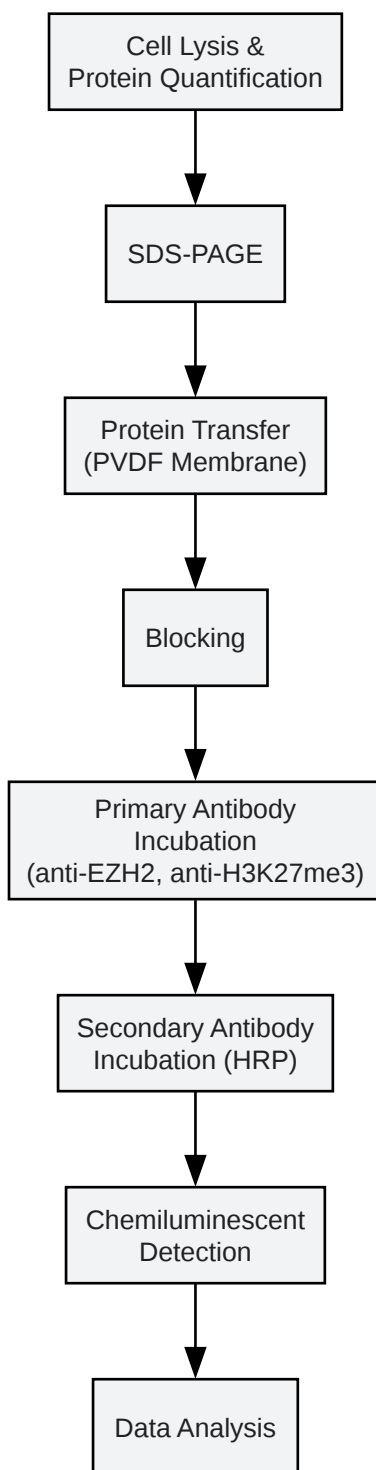 Cell Lysis &
Protein Quantification
SDS-PAGE
Protein Transfer
(PVDF Membrane)
Blocking
Primary Antibody
Incubation
(anti-EZH2, anti-H3K27me3)
Secondary Antibody
Incubation (HRP)
Chemiluminescent
Detection
Data Analysis